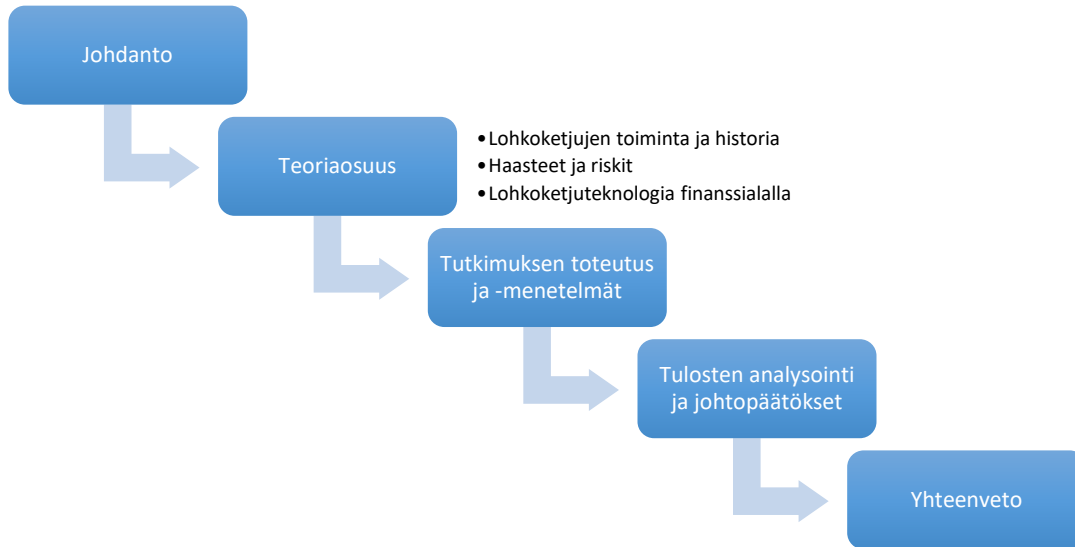 Johdanto
Teoriaosuus
•Lohkoketjujen toiminta ja historia
•Haasteet ja riskit
•Lohkoketjuteknologia finanssialalla
Tutkimuksen toteutus
ja -menetelmät
Tulosten analysointi
ja johtopäätökset
Yhteenveto